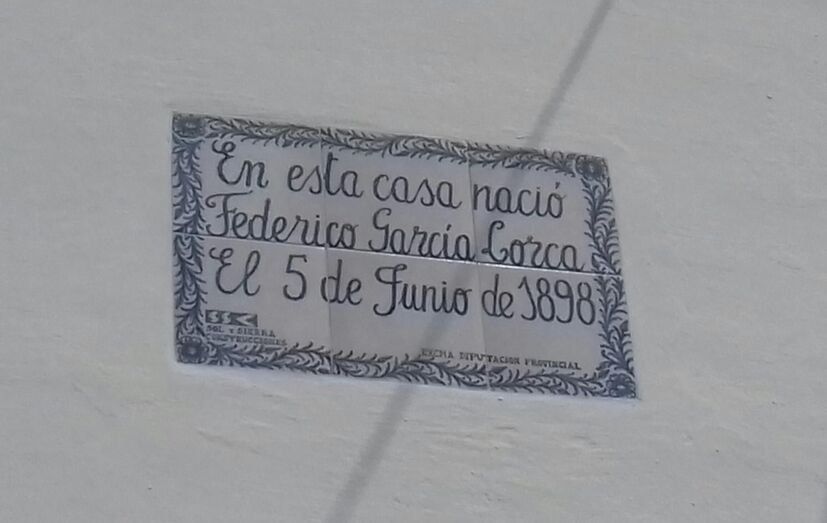 En esta casa nació
Federico García Lorca
El 5 de Junio de 1898
SSC
SOL Y SIERRA
CONSTRUCCIONES
EXCMA DIPUTACION PROVINCIAL